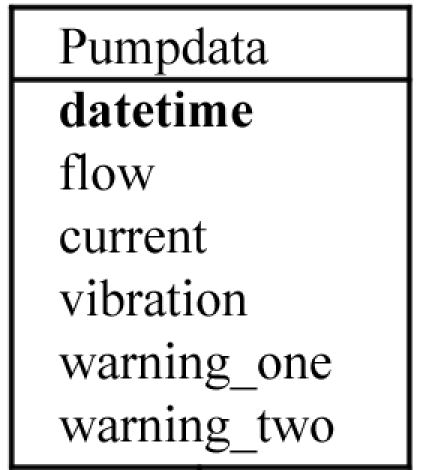 Pumpdata
datetime
flow
current
vibration
warning_one
warning_two